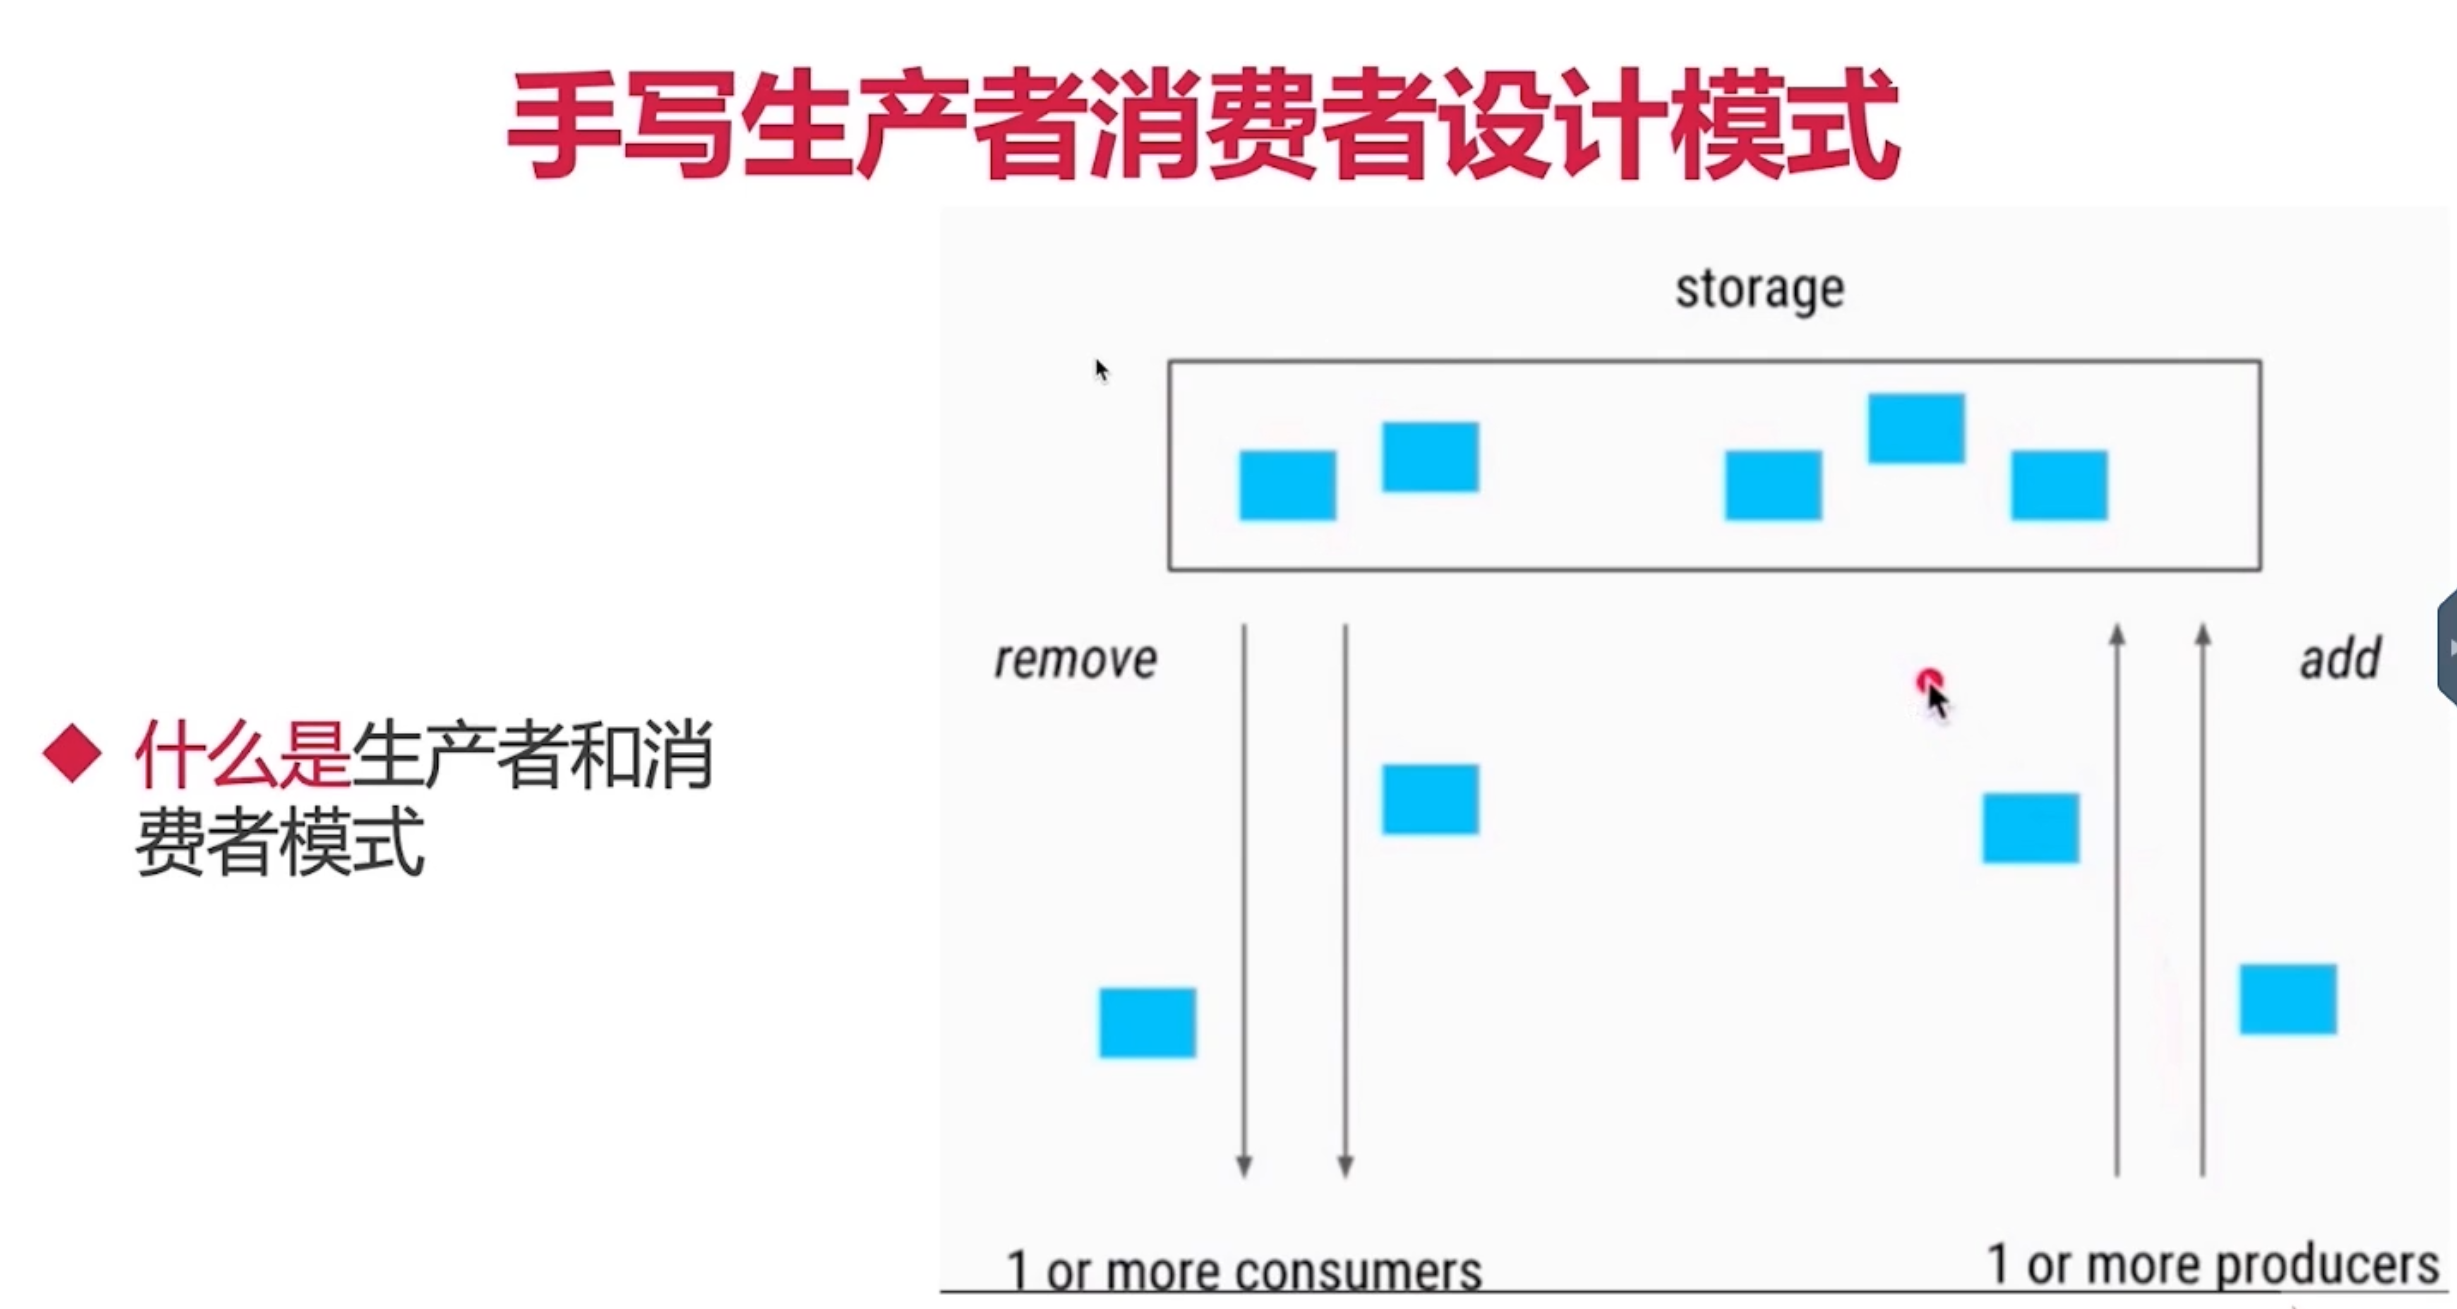 手写生产者消费者设计模式
storage
remove
add
什么是生产者和消
费者模式
1 or more consumers
1 or more producers